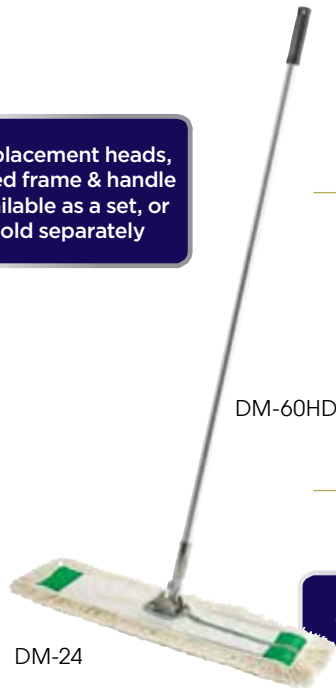 placement heads,
ed frame & handle
ilable as a set, or
old separately
DM-60HD
DM-24